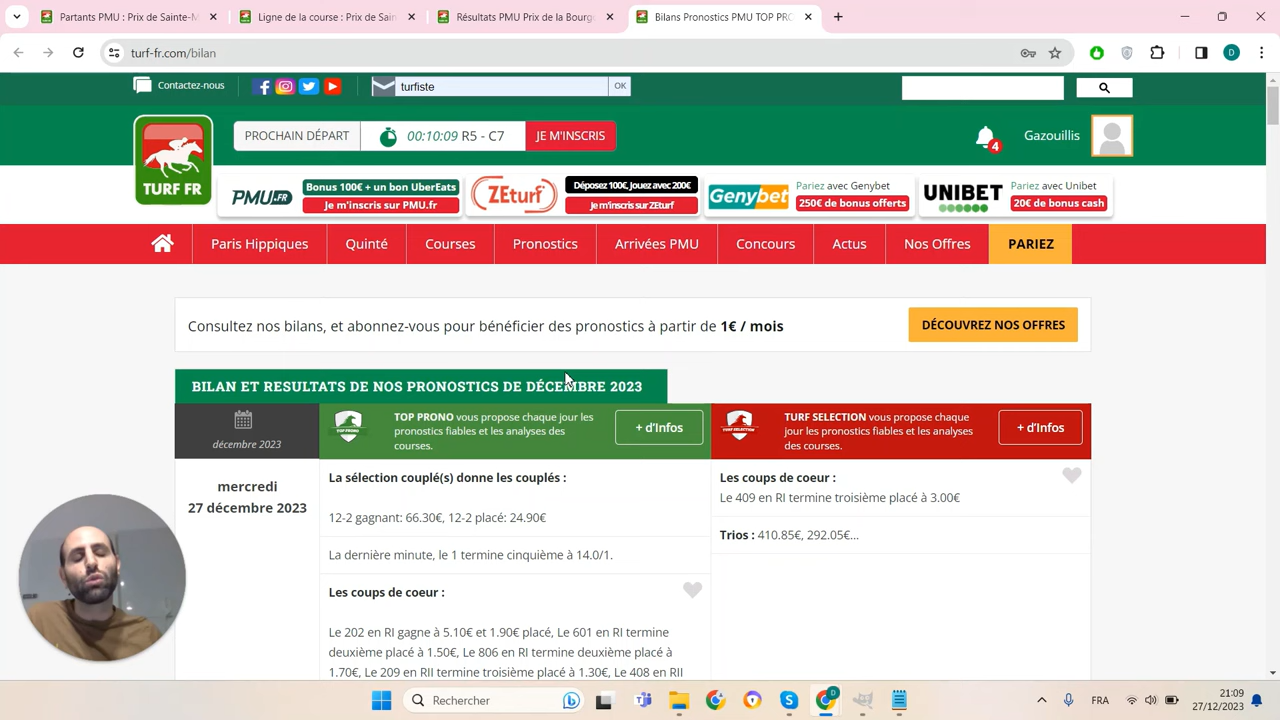 Partants PMU : Prix de Sainte-M
Ligne de la course : Prix de Sain
Résultats PMU Prix de la Bourg
Bilans Pronostics PMU TOP PRO
turf-fr.com/bilan
D
Contactez-nous
turfiste
OK
TURF FR
PROCHAIN DÉPART
00:10:09 R5 - C7
JE M'INSCRIS
4
Gazouillis
PMU.FR
Bonus 100€ + un bon UberEats
Je m'inscris sur PMU.fr
ZEturf
Déposez 100€, Jouez avec 200€
Je m'inscris sur ZEturf
Genybet
Pariez avec Genybet
250€ de bonus offerts
UNIBET
Pariez avec Unibet
20€ de bonus cash
Paris Hippiques
Quinté
Courses
Pronostics
Arrivées PMU
Concours
Actus
Nos Offres
PARIEZ
Consultez nos bilans, et abonnez-vous pour bénéficier des pronostics à partir de 1€ / mois
DÉCOUVREZ NOS OFFRES
BILAN ET RESULTATS DE NOS PRONOSTICS DE DÉCEMBRE 2023
décembre 2023
TOP PRONO
TOP PRONO vous propose chaque jour les
pronostics fiables et les analyses des
courses.
+ d'Infos
TURF SELECTION
TURF SELECTION vous propose chaque
jour les pronostics fiables et les analyses
des courses.
+ d'Infos
mercredi
27 décembre 2023
La sélection couplé(s) donne les couplés :
12-2 gagnant: 66.30€, 12-2 placé: 24.90€
La dernière minute, le 1 termine cinquième à 14.0/1.
Les coups de coeur :
Le 202 en RI gagne à 5.10€ et 1.90€ placé, Le 601 en RI termine
deuxième placé à 1.50€, Le 806 en RI termine deuxième placé à
1.70€, Le 209 en RII termine troisième placé à 1.30€, Le 408 en RII
Les coups de coeur :
Le 409 en RI termine troisième placé à 3.00€
Trios : 410.85€, 292.05€...
Rechercher
D
FRA
21:09
27/12/2023